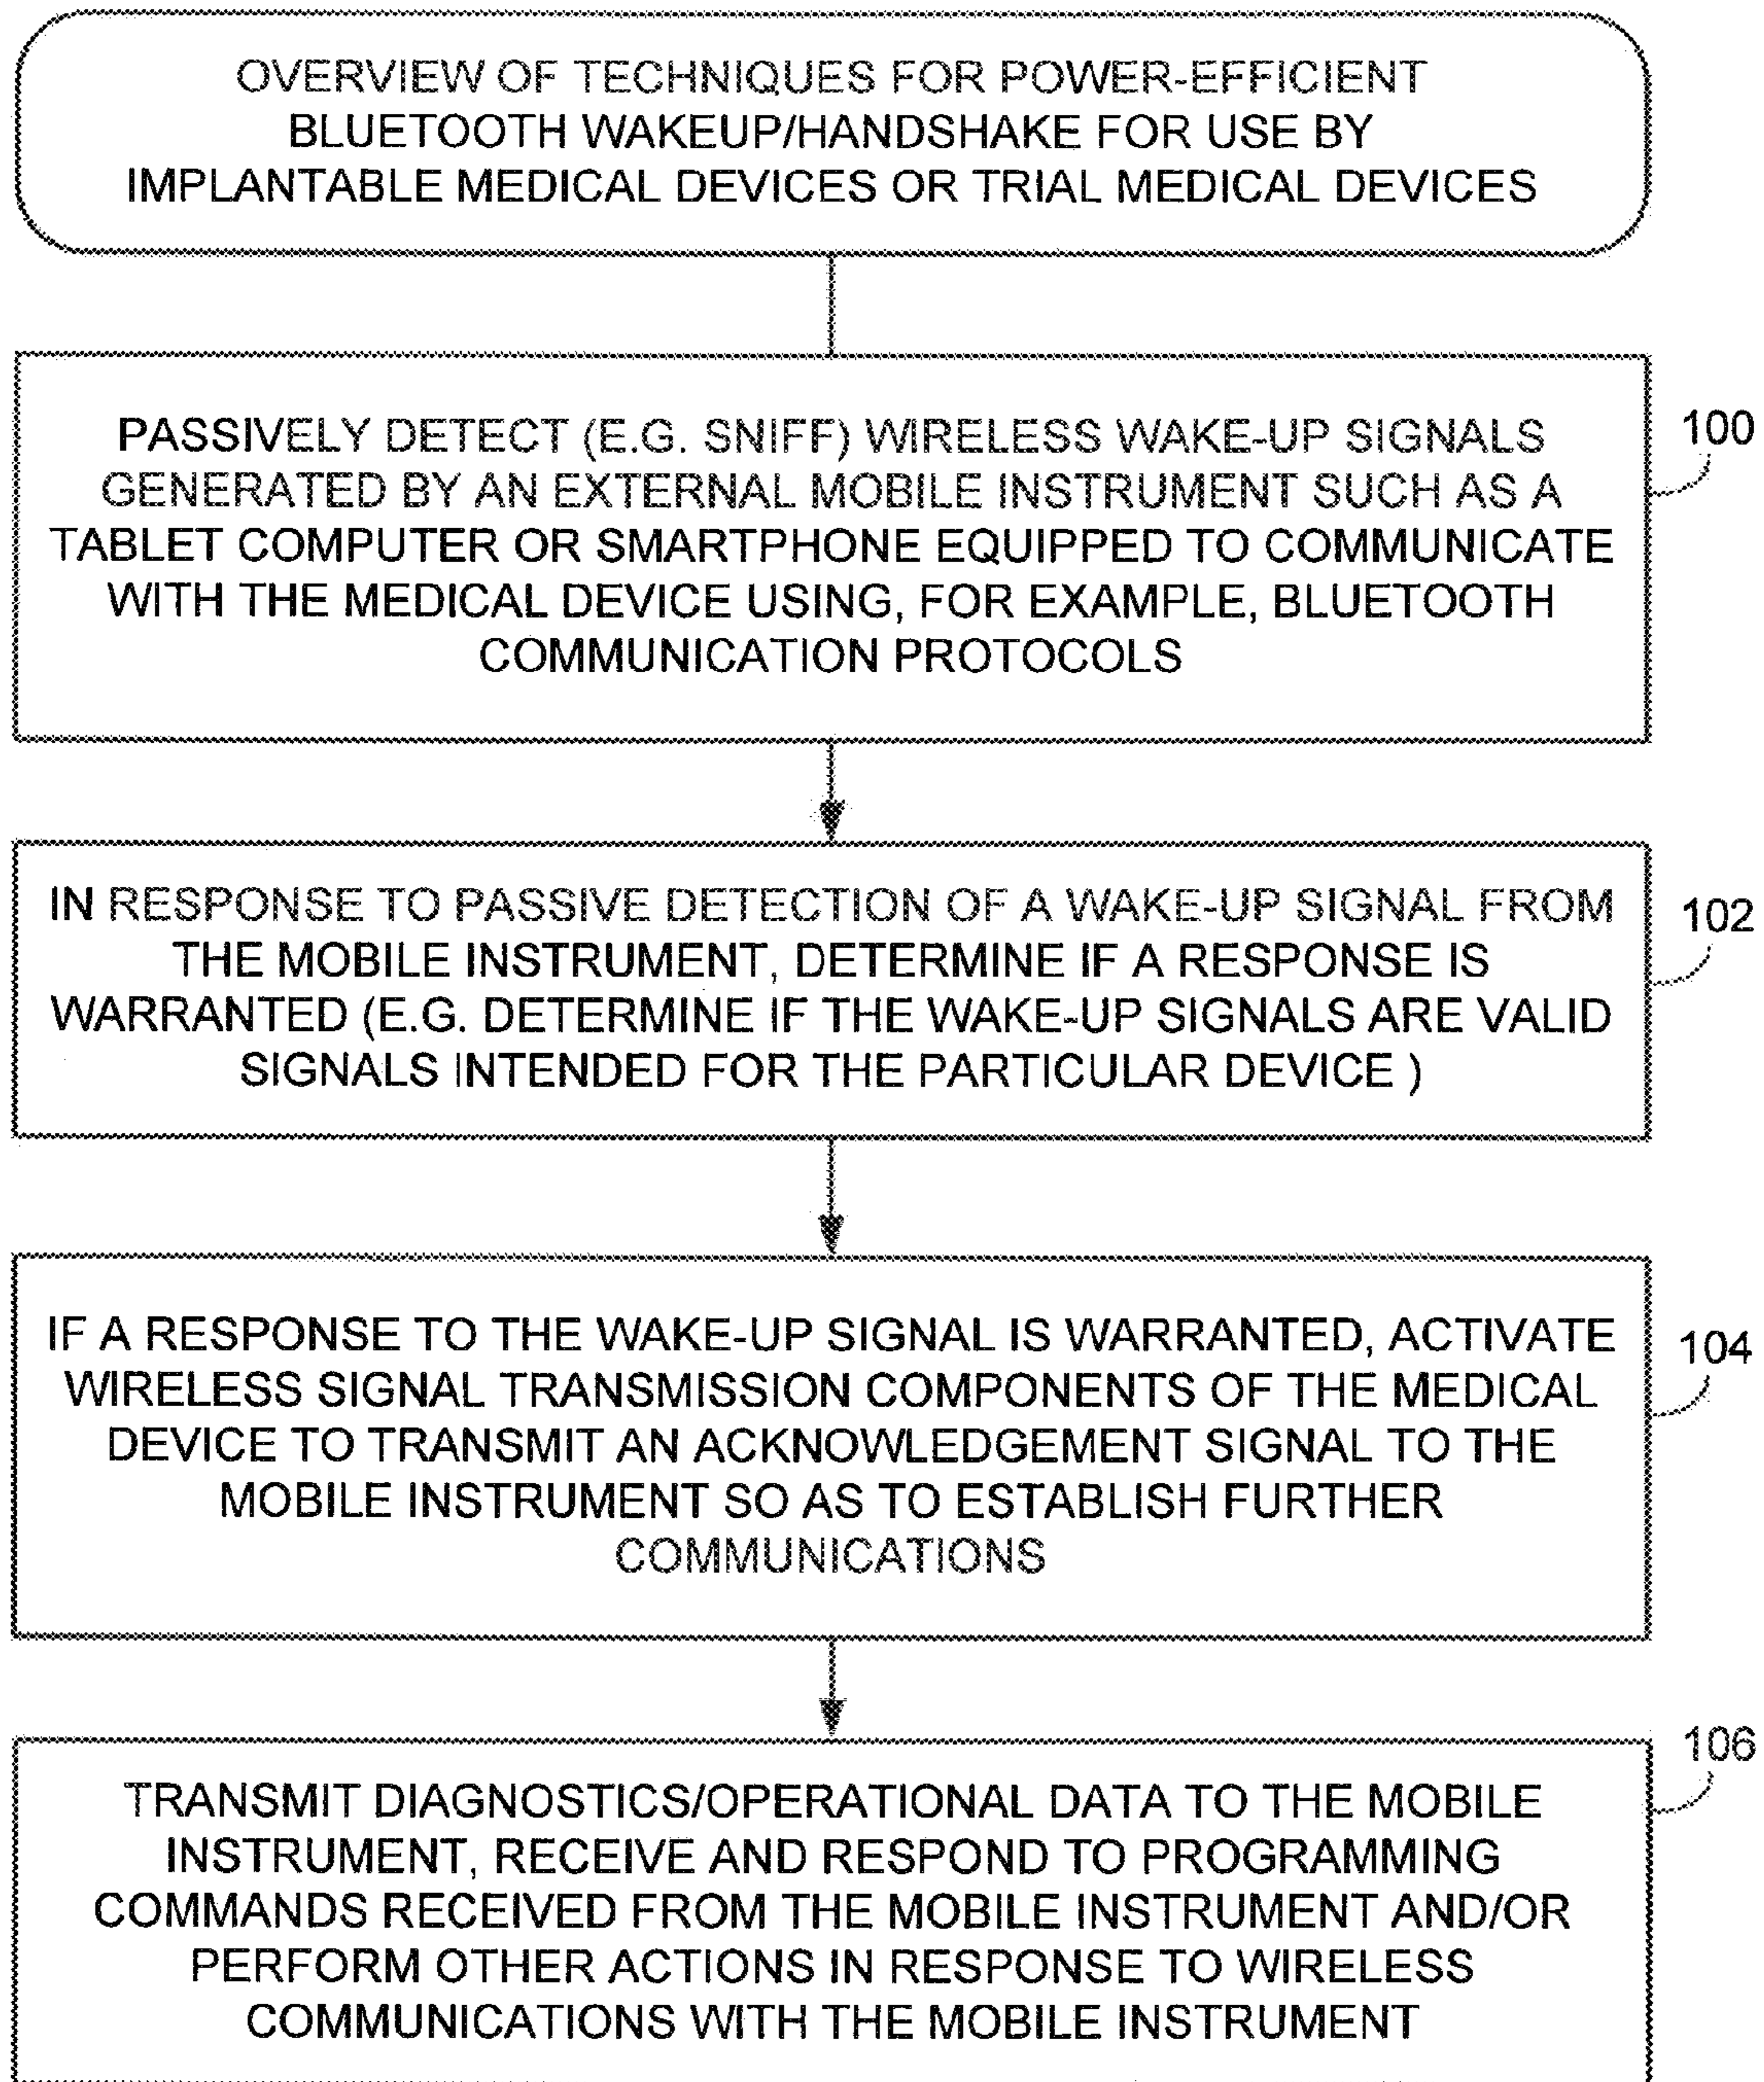 OVERVIEW OF TECHNIQUES FOR POWER-EFFICIENT
BLUETOOTH WAKEUP/HANDSHAKE FOR USE BY
IMPLANTABLE MEDICAL DEVICES OR TRIAL MEDICAL DEVICES
100
PASSIVELY DETECT (E.G. SNIFF) WIRELESS WAKE-UP SIGNALS
GENERATED BY AN EXTERNAL MOBILE INSTRUMENT SUCH AS A
TABLET COMPUTER OR SMARTPHONE EQUIPPED TO COMMUNICATE
WITH THE MEDICAL DEVICE USING, FOR EXAMPLE, BLUETOOTH
COMMUNICATION PROTOCOLS
102
IN RESPONSE TO PASSIVE DETECTION OF A WAKE-UP SIGNAL FROM
THE MOBILE INSTRUMENT, DETERMINE IF A RESPONSE IS
WARRANTED (E.G. DETERMINE IF THE WAKE-UP SIGNALS ARE VALID
SIGNALS INTENDED FOR THE PARTICULAR DEVICE )
104
IF A RESPONSE TO THE WAKE-UP SIGNAL IS WARRANTED, ACTIVATE
WIRELESS SIGNAL TRANSMISSION COMPONENTS OF THE MEDICAL
DEVICE TO TRANSMIT AN ACKNOWLEDGEMENT SIGNAL TO THE
MOBILE INSTRUMENT SO AS TO ESTABLISH FURTHER
COMMUNICATIONS
106
TRANSMIT DIAGNOSTICS/OPERATIONAL DATA TO THE MOBILE
INSTRUMENT, RECEIVE AND RESPOND TO PROGRAMMING
COMMANDS RECEIVED FROM THE MOBILE INSTRUMENT AND/OR
PERFORM OTHER ACTIONS IN RESPONSE TO WIRELESS
COMMUNICATIONS WITH THE MOBILE INSTRUMENT